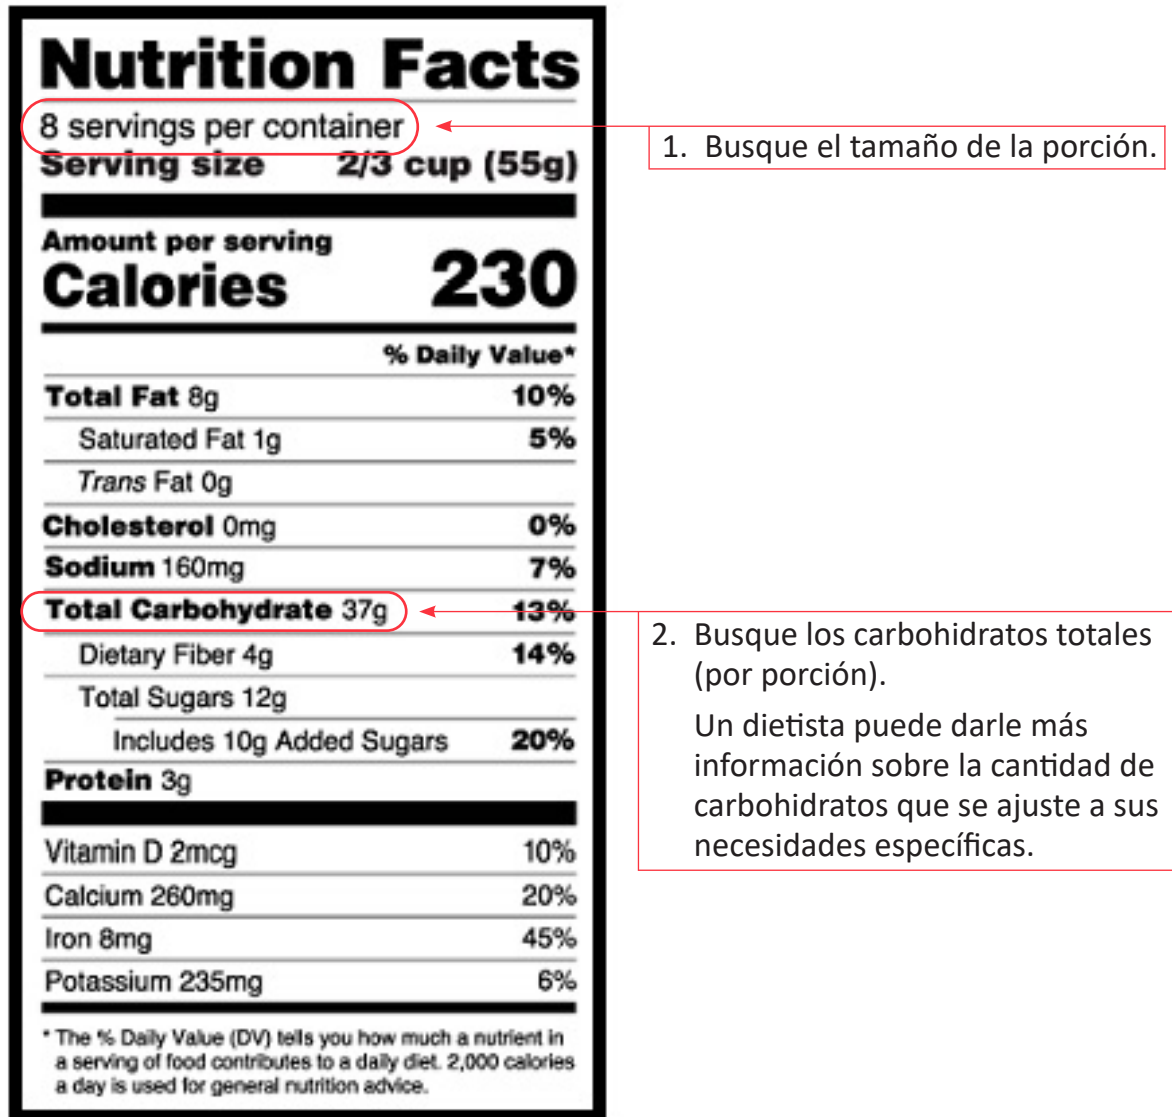 Nutrition Facts
8 servings per container
Serving size 2/3 cup (55g)
Amount per serving
Calories 230
% Daily Value*
Total Fat 8g 10%
Saturated Fat 1g 5%
Trans Fat 0g
Cholesterol 0mg 0%
Sodium 160mg 7%
Total Carbohydrate 37g 13%
Dietary Fiber 4g 14%
Total Sugars 12g
Includes 10g Added Sugars 20%
Protein 3g
Vitamin D 2mcg 10%
Calcium 260mg 20%
Iron 8mg 45%
Potassium 235mg 6%
* The % Daily Value (DV) tells you how much a nutrient in
a serving of food contributes to a daily diet. 2,000 calories
a day is used for general nutrition advice.
1. Busque el tamaño de la porción.
2. Busque los carbohidratos totales
(por porción).
Un dietista puede darle más
información sobre la cantidad de
carbohidratos que se ajuste a sus
necesidades específicas.